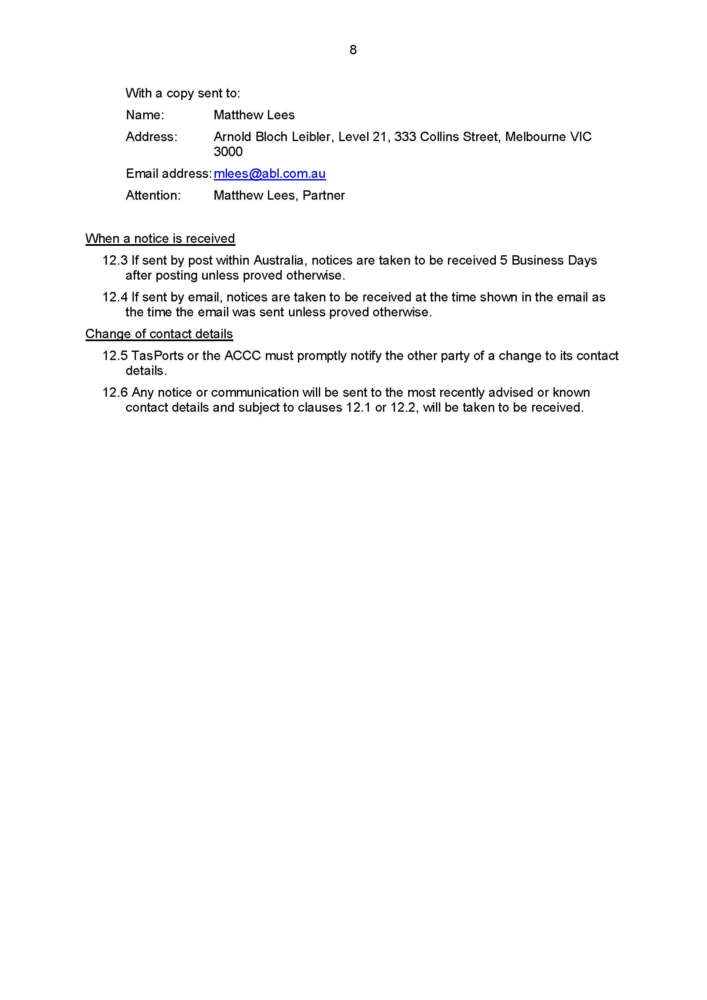 8
With a copy sent to:
Name: Matthew Lees
Address: Arnold Bloch Leibler, Level 21, 333 Collins Street, Melbourne VIC
3000
Email address: mlees@abl.com.au
Attention: Matthew Lees, Partner
When a notice is received
12.3 If sent by post within Australia, notices are taken to be received 5 Business Days
after posting unless proved otherwise.
12.4 If sent by email, notices are taken to be received at the time shown in the email as
the time the email was sent unless proved otherwise.
Change of contact details
12.5 TasPorts or the ACCC must promptly notify the other party of a change to its contact
details.
12.6 Any notice or communication will be sent to the most recently advised or known
contact details and subject to clauses 12.1 or 12.2, will be taken to be received.